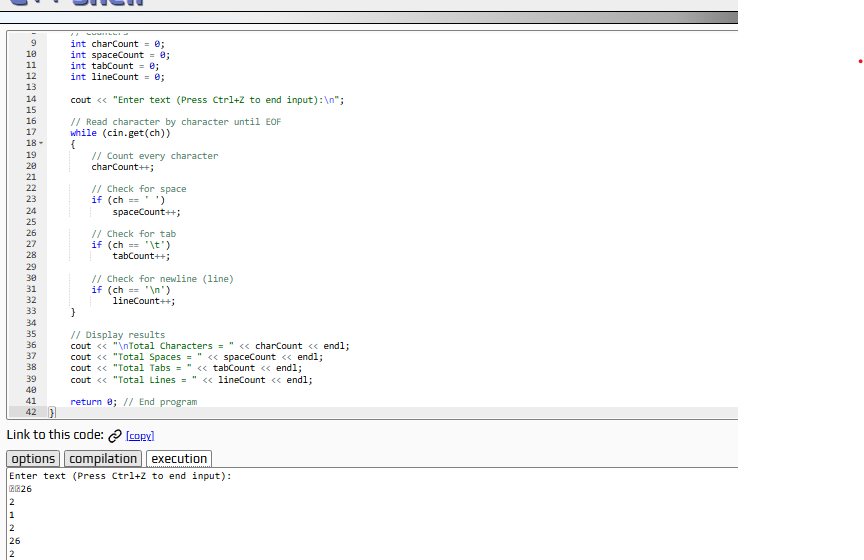 C++ Shell
8 // Counters
9 int charCount = 0;
10 int spaceCount = 0;
11 int tabCount = 0;
12 int lineCount = 0;
13
14 cout << "Enter text (Press Ctrl+Z to end input):\n";
15
16 // Read character by character until EOF
17 while (cin.get(ch))
18 {
19 // Count every character
20 charCount++;
21
22 // Check for space
23 if (ch == ' ')
24 spaceCount++;
25
26 // Check for tab
27 if (ch == '\t')
28 tabCount++;
29
30 // Check for newline (line)
31 if (ch == '\n')
32 lineCount++;
33 }
34
35 // Display results
36 cout << "\nTotal Characters = " << charCount << endl;
37 cout << "Total Spaces = " << spaceCount << endl;
38 cout << "Total Tabs = " << tabCount << endl;
39 cout << "Total Lines = " << lineCount << endl;
40
41 return 0; // End program
42 }
Link to this code: [copy]
options compilation execution
Enter text (Press Ctrl+Z to end input):
26
2
1
2
26
2